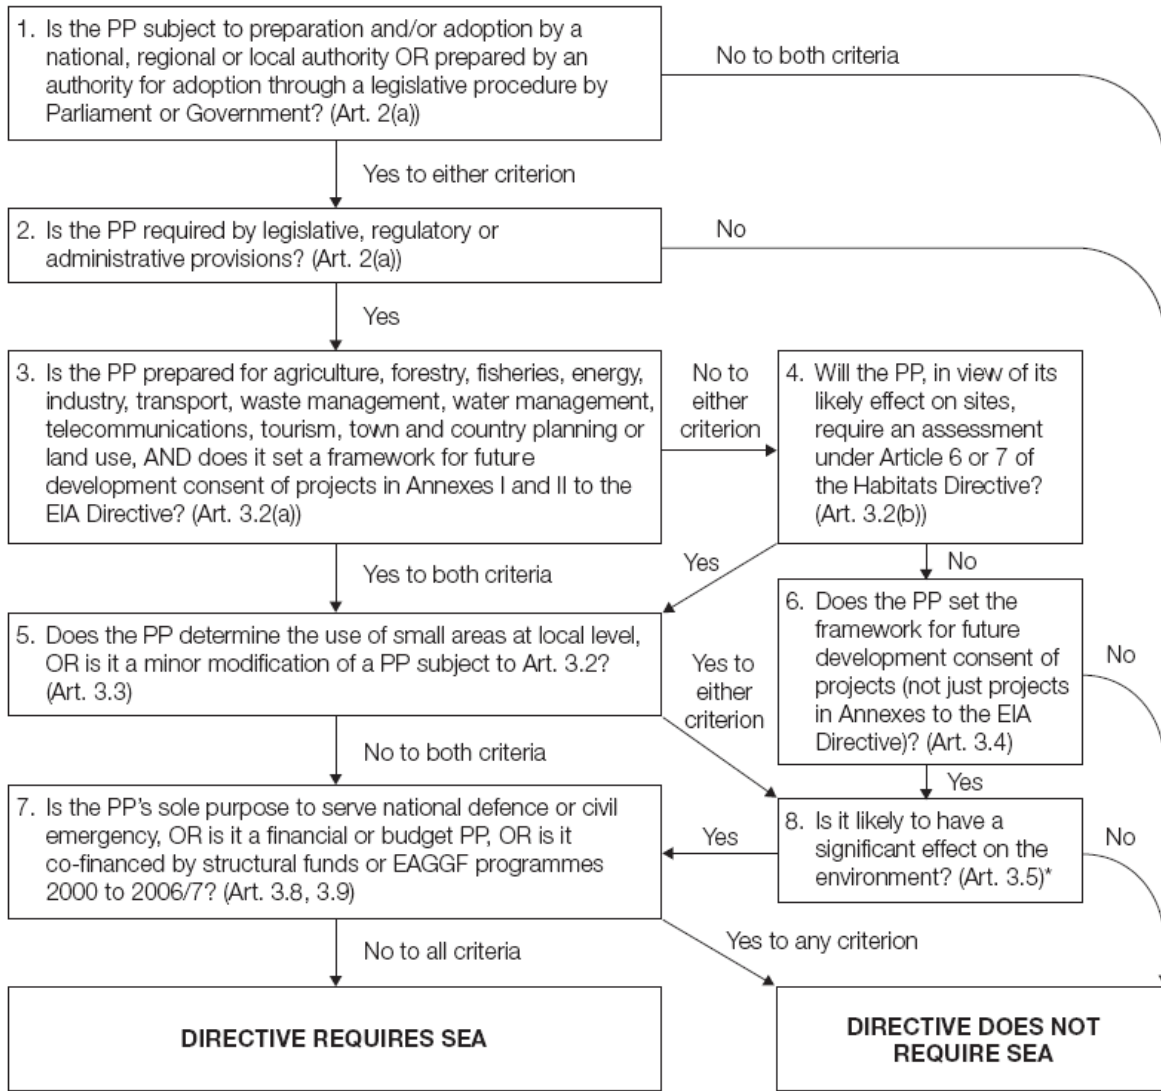 1. Is the PP subject to preparation and/or adoption by a
national, regional or local authority OR prepared by an
authority for adoption through a legislative procedure by
Parliament or Government? (Art. 2(a))
No to both criteria
Yes to either criterion
2. Is the PP required by legislative, regulatory or
administrative provisions? (Art. 2(a))
No
Yes
3. Is the PP prepared for agriculture, forestry, fisheries, energy,
industry, transport, waste management, water management,
telecommunications, tourism, town and country planning or
land use, AND does it set a framework for future
development consent of projects in Annexes I and II to the
EIA Directive? (Art. 3.2(a))
No to
either
criterion
4. Will the PP, in view of its
likely effect on sites,
require an assessment
under Article 6 or 7 of
the Habitats Directive?
(Art. 3.2(b))
Yes to both criteria
Yes
No
5. Does the PP determine the use of small areas at local level,
OR is it a minor modification of a PP subject to Art. 3.2?
(Art. 3.3)
Yes to
either
criterion
6. Does the PP set the
framework for future
development consent of
projects (not just projects
in Annexes to the EIA
Directive)? (Art. 3.4)
No
No to both criteria
Yes
7. Is the PP's sole purpose to serve national defence or civil
emergency, OR is it a financial or budget PP, OR is it
co-financed by structural funds or EAGGF programmes
2000 to 2006/7? (Art. 3.8, 3.9)
Yes
8. Is it likely to have a
significant effect on the
environment? (Art. 3.5)*
No
No to all criteria
Yes to any criterion
DIRECTIVE REQUIRES SEA
DIRECTIVE DOES NOT
REQUIRE SEA